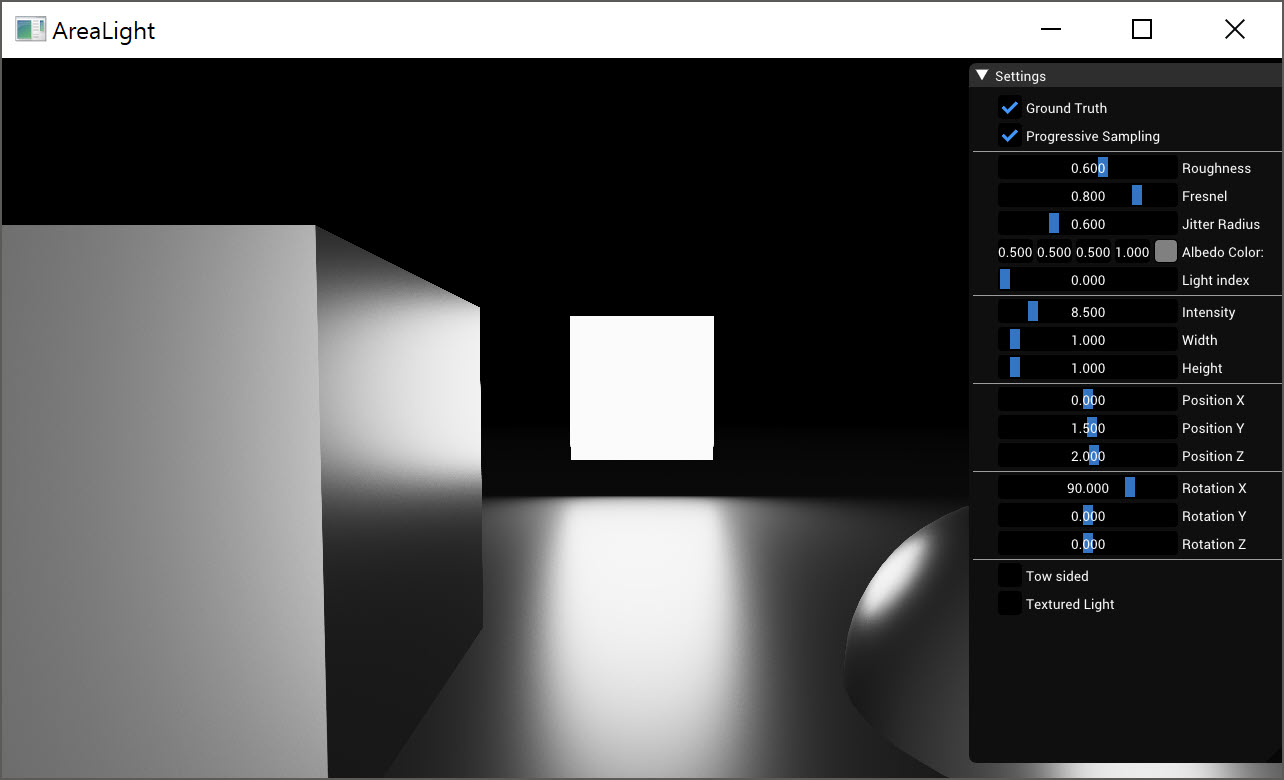 AreaLight
Settings
Ground Truth
Progressive Sampling
0.600 Roughness
0.800 Fresnel
0.600 Jitter Radius
0.500 0.500 0.500 1.000 Albedo Color:
0.000 Light index
8.500 Intensity
1.000 Width
1.000 Height
0.000 Position X
1.500 Position Y
2.000 Position Z
90.000 Rotation X
0.000 Rotation Y
0.000 Rotation Z
Tow sided
Textured Light